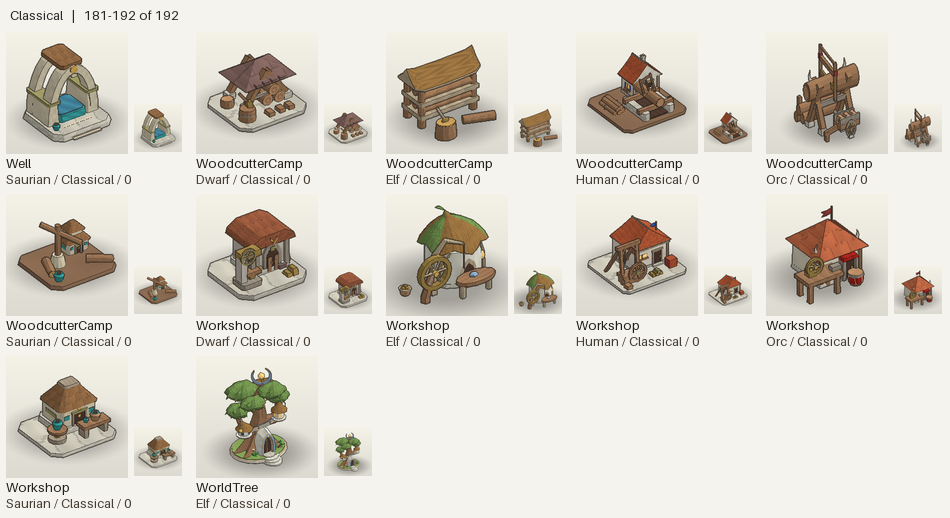 Classical | 181-192 of 192
Well
Saurian / Classical / 0
WoodcutterCamp
Dwarf / Classical / 0
WoodcutterCamp
Elf / Classical / 0
WoodcutterCamp
Human / Classical / 0
WoodcutterCamp
Orc / Classical / 0
WoodcutterCamp
Saurian / Classical / 0
Workshop
Dwarf / Classical / 0
Workshop
Elf / Classical / 0
Workshop
Human / Classical / 0
Workshop
Orc / Classical / 0
Workshop
Saurian / Classical / 0
WorldTree
Elf / Classical / 0